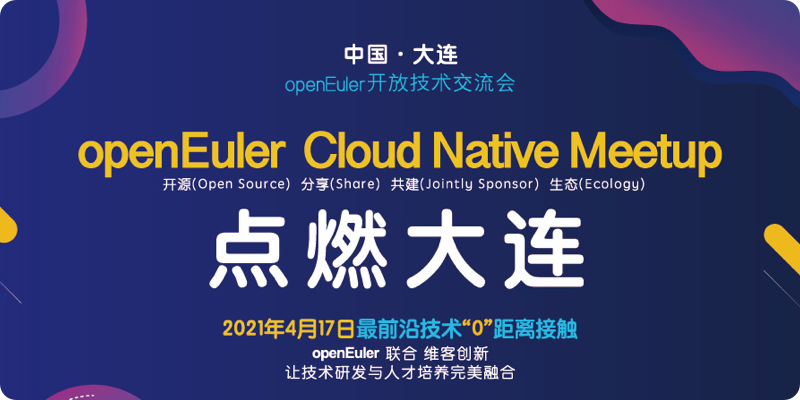 中国·大连
openEuler开放技术交流会
openEuler Cloud Native Meetup
开源(Open Source) 分享(Share) 共建(Jointly Sponsor) 生态(Ecology)
点燃大连
2021年4月17日最前沿技术“0”距离接触
openEuler 联合 维客创新
让技术研发与人才培养完美融合